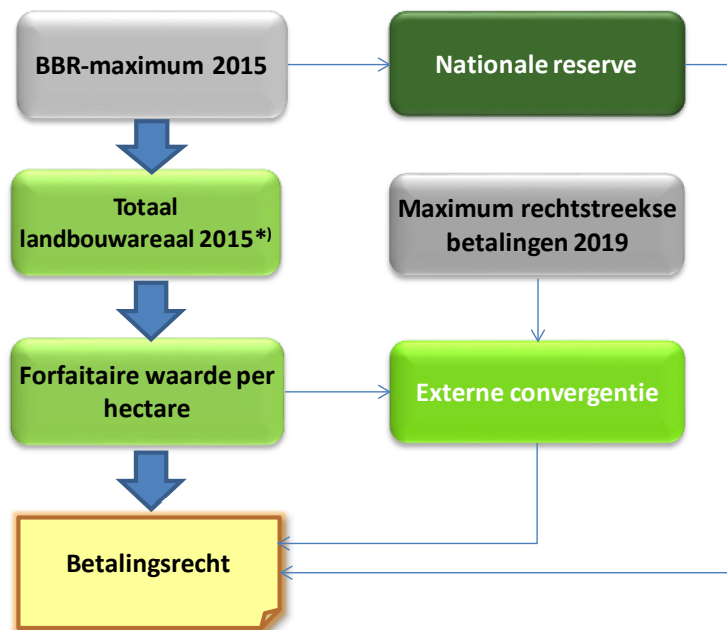 BBR-maximum 2015
Nationale reserve
Totaal
landbouwareaal 2015*)
Maximum rechtstreekse
betalingen 2019
Forfaitaire waarde per
hectare
Externe convergentie
Betalingsrecht